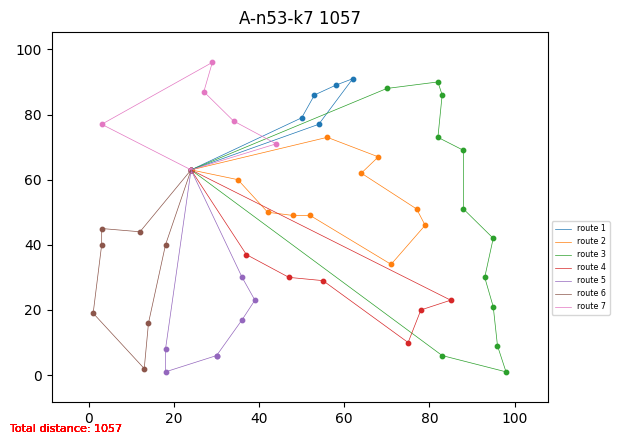 A-n53-k7 1057
100
80
60
40
20
0
0 20 40 60 80 100
route 1
route 2
route 3
route 4
route 5
route 6
route 7
Total distance: 1057